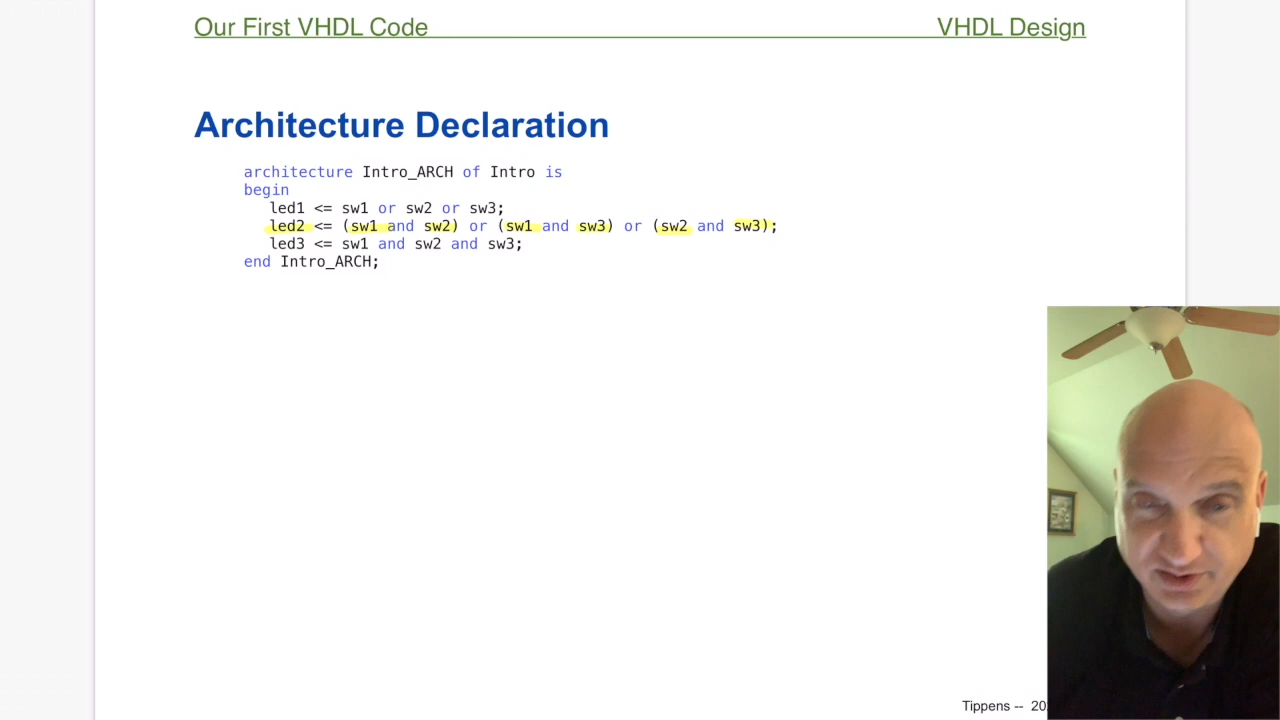 Our First VHDL Code VHDL Design
Architecture Declaration
architecture Intro_ARCH of Intro is
begin
led1 <= sw1 or sw2 or sw3;
led2 <= (sw1 and sw2) or (sw1 and sw3) or (sw2 and sw3);
led3 <= sw1 and sw2 and sw3;
end Intro_ARCH;
Tippens -- 20